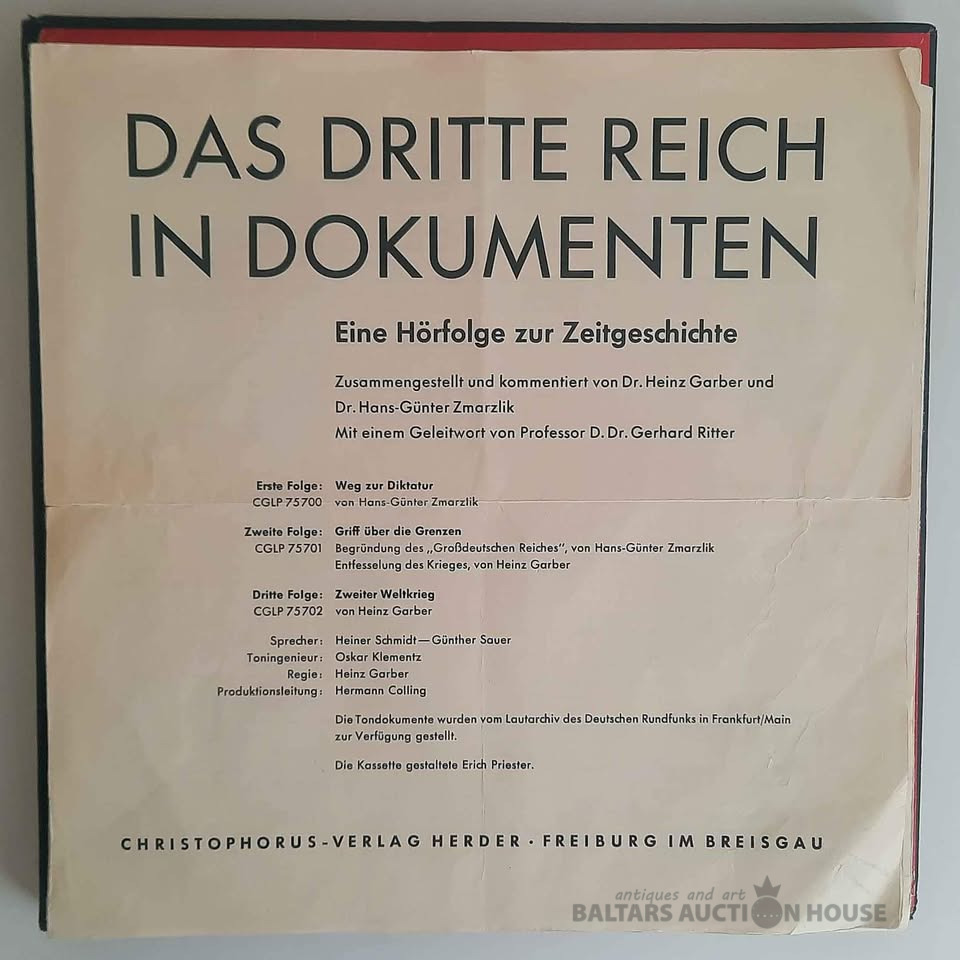 DAS DRITTE REICH
IN DOKUMENTEN
Eine Hörfolge zur Zeitgeschichte
Zusammengestellt und kommentiert von Dr. Heinz Garber und
Dr. Hans-Günter Zmarzlik
Mit einem Geleitwort von Professor D. Dr. Gerhard Ritter
Erste Folge: Weg zur Diktatur
CGLP 75700 von Hans-Günter Zmarzlik
Zweite Folge: Griff über die Grenzen
CGLP 75701 Begründung des „Großdeutschen Reiches“, von Hans-Günter Zmarzlik
Entfesselung des Krieges, von Heinz Garber
Dritte Folge: Zweiter Weltkrieg
CGLP 75702 von Heinz Garber
Sprecher: Heiner Schmidt — Günther Sauer
Toningenieur: Oskar Klementz
Regie: Heinz Garber
Produktionsleitung: Hermann Colling
Die Tondokumente wurden vom Lautarchiv des Deutschen Rundfunks in Frankfurt/Main
zur Verfügung gestellt.
Die Kassette gestaltete Erich Priester.
CHRISTOPHORUS-VERLAG HERDER · FREIBURG IM BREISGAU
antiques and art
BALTARS AUCTION HOUSE